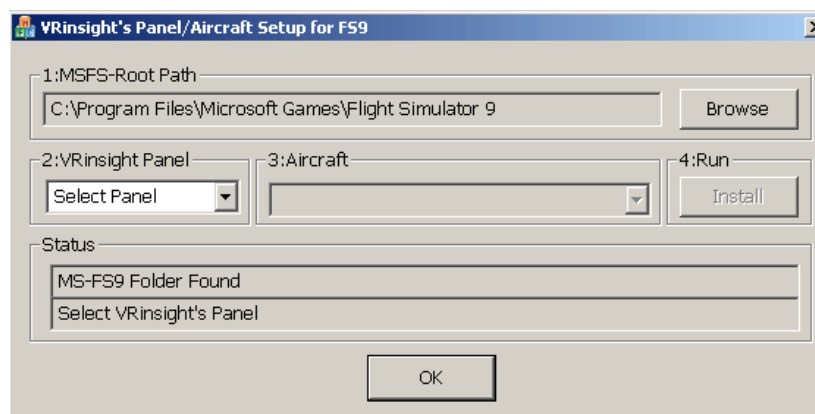 VRinsight's Panel/Aircraft Setup for FS9
1:MSFS-Root Path
C:\Program Files\Microsoft Games\Flight Simulator 9
Browse
2:VRinsight Panel
3:Aircraft
4:Run
Select Panel
Install
Status
MS-FS9 Folder Found
Select VRinsight's Panel
OK